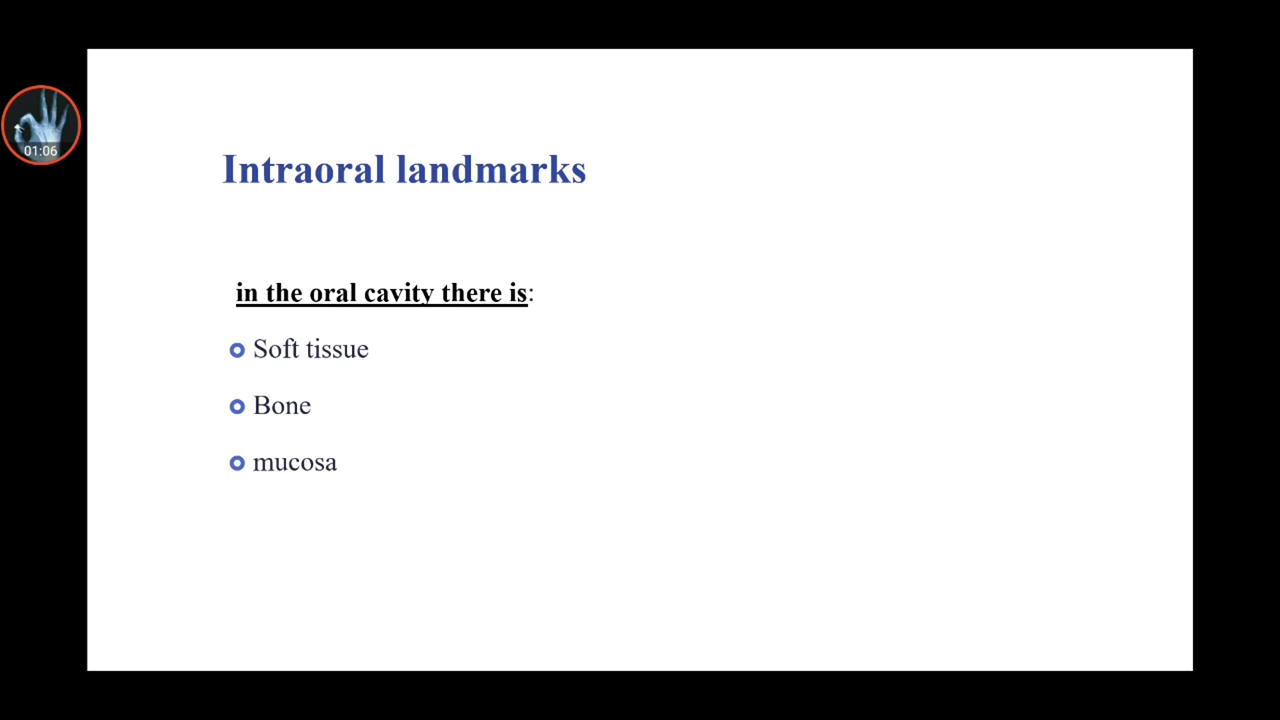 01:06
Intraoral landmarks
in the oral cavity there is:
Soft tissue
Bone
mucosa